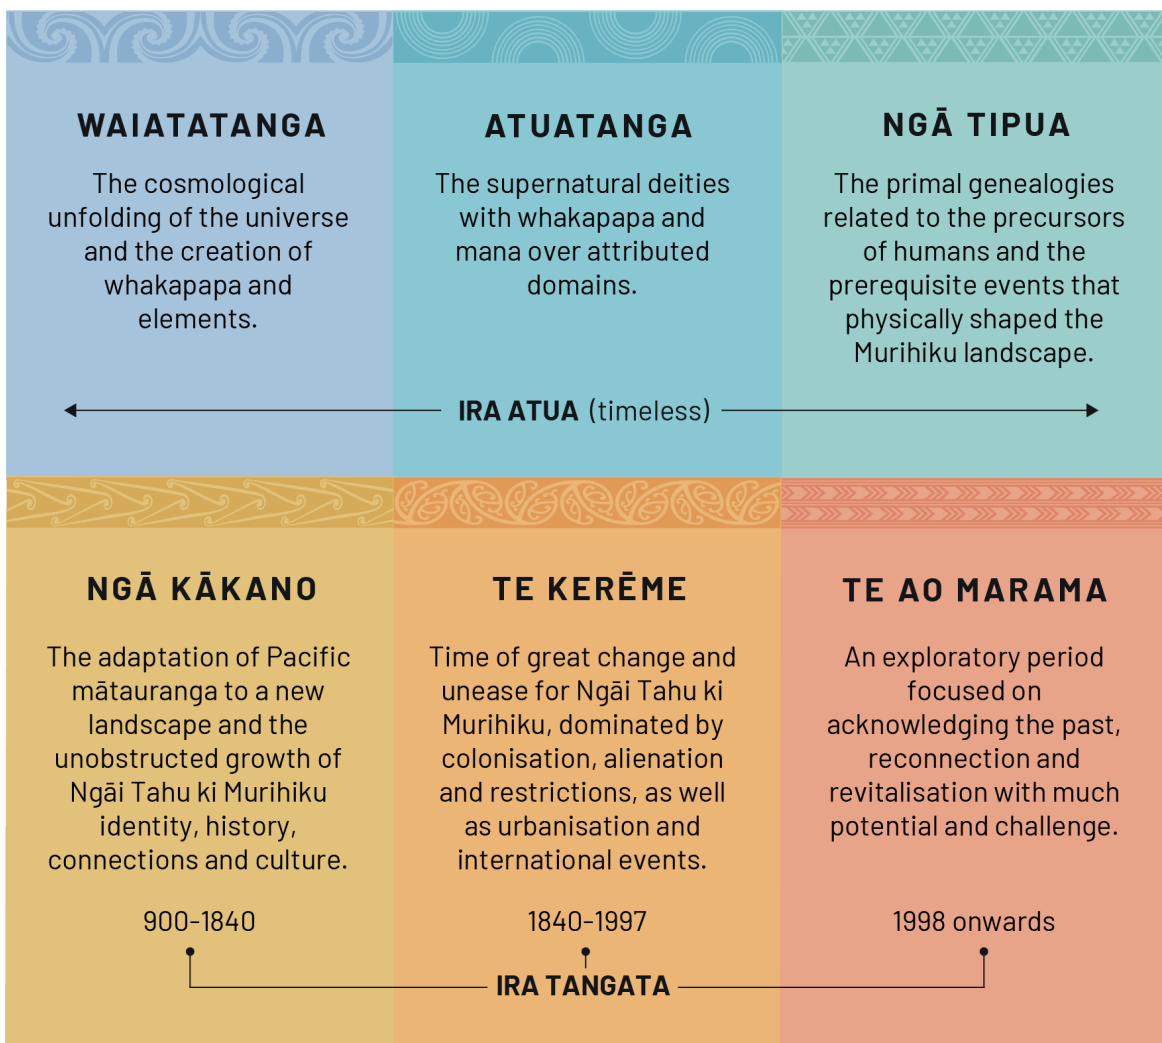 WAIATATANGA
The cosmological
unfolding of the universe
and the creation of
whakapapa and
elements.
ATUATANGA
The supernatural deities
with whakapapa and
mana over attributed
domains.
NGĀ TIPUA
The primal genealogies
related to the precursors
of humans and the
prerequisite events that
physically shaped the
Murihiku landscape.
IRA ATUA (timeless)
NGĀ KĀKANO
The adaptation of Pacific
mātauranga to a new
landscape and the
unobstructed growth of
Ngāi Tahu ki Murihiku
identity, history,
connections and culture.
900-1840
TE KERĒME
Time of great change and
unease for Ngāi Tahu ki
Murihiku, dominated by
colonisation, alienation
and restrictions, as well
as urbanisation and
international events.
1840-1997
TE AO MARAMA
An exploratory period
focused on
acknowledging the past,
reconnection and
revitalisation with much
potential and challenge.
1998 onwards
IRA TANGATA